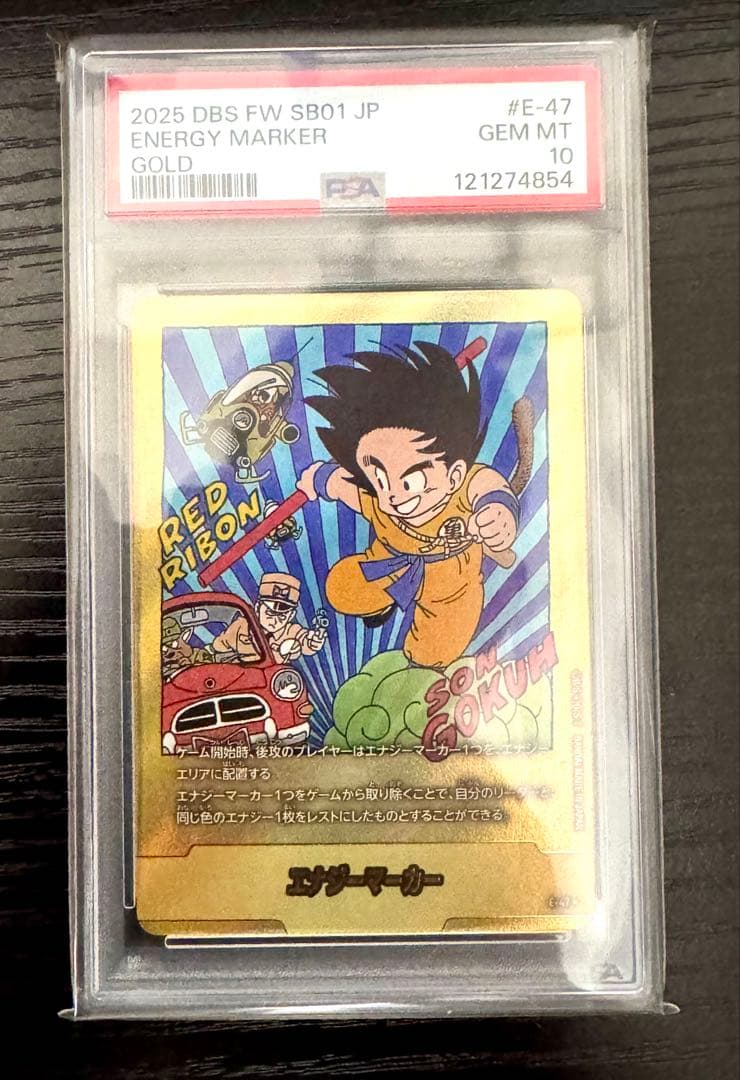 2025 DBS FW SB01 JP
#E-47
ENERGY MARKER
GEM MT
GOLD
10
PSA
121274854
RED
RIBON
SON
GOKUH
ゲーム開始時、後攻のプレイヤーはエナジーマーカー1つを、エナジー
エリアに配置する
エナジーマーカー1つをゲームから取り除くことで、自分のリーダーと
同じ色のエナジー1枚をレストにしたものとすることができる
エナジーマーカー
E-47